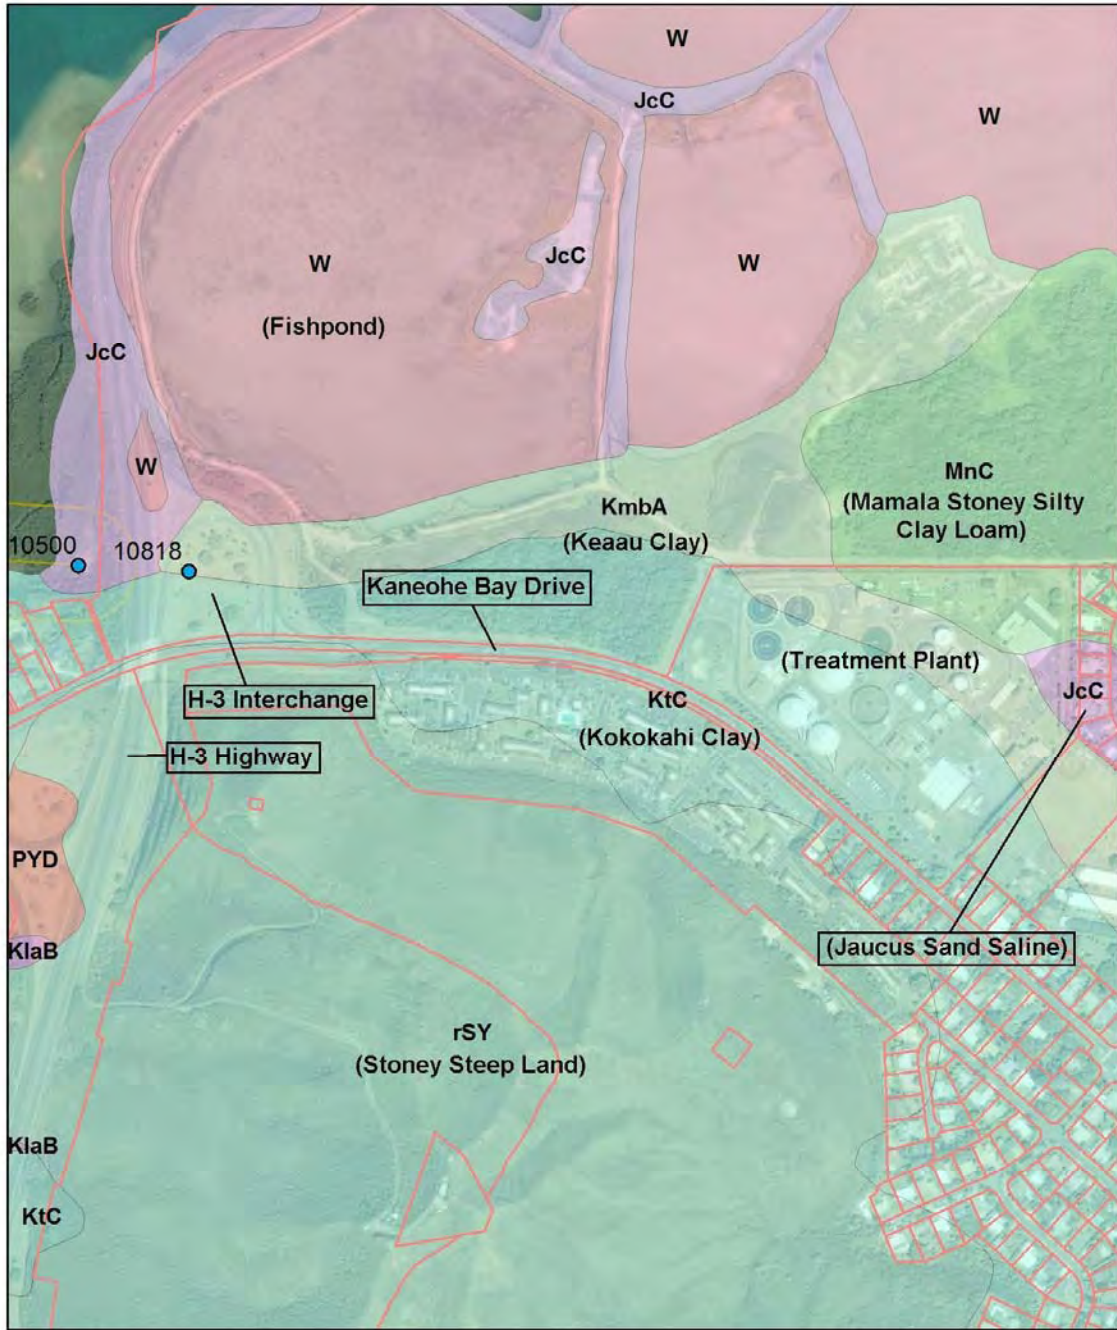 W
JcC
W
W
JcC
W
(Fishpond)
JcC
W
MnC
(Mamala Stoney Silty
Clay Loam)
KmbA
(Keaau Clay)
10500
10818
Kaneohe Bay Drive
(Treatment Plant)
JcC
H-3 Interchange
KtC
(Kokokahi Clay)
H-3 Highway
PYD
KlaB
(Jaucus Sand Saline)
rSY
(Stoney Steep Land)
KlaB
KtC
W